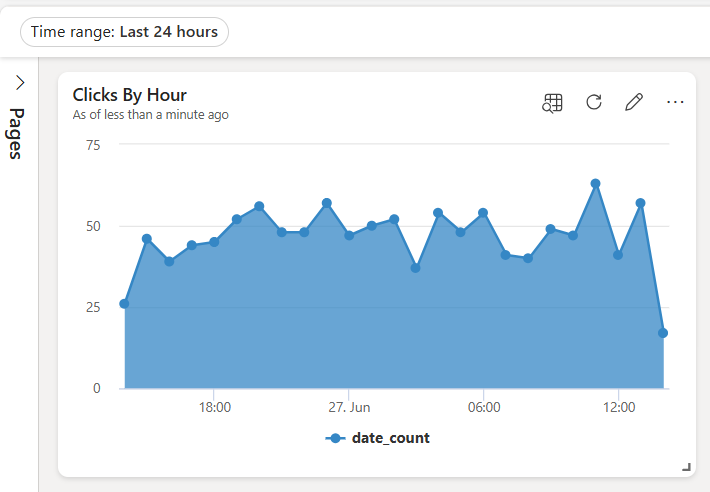 Time range: Last 24 hours
Pages
Clicks By Hour
As of less than a minute ago
75
50
25
0
18:00 27. Jun 06:00 12:00
date_count